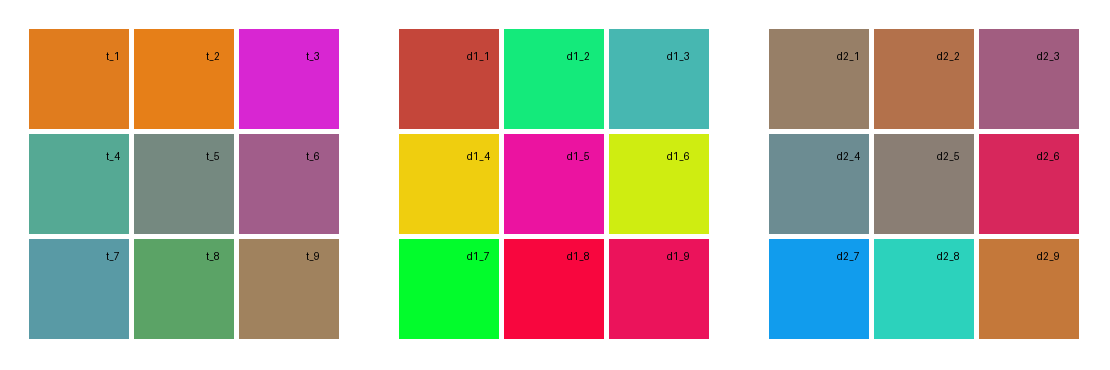 t_1 t_2 t_3 d1_1 d1_2 d1_3 d2_1 d2_2 d2_3
t_4 t_5 t_6 d1_4 d1_5 d1_6 d2_4 d2_5 d2_6
t_7 t_8 t_9 d1_7 d1_8 d1_9 d2_7 d2_8 d2_9